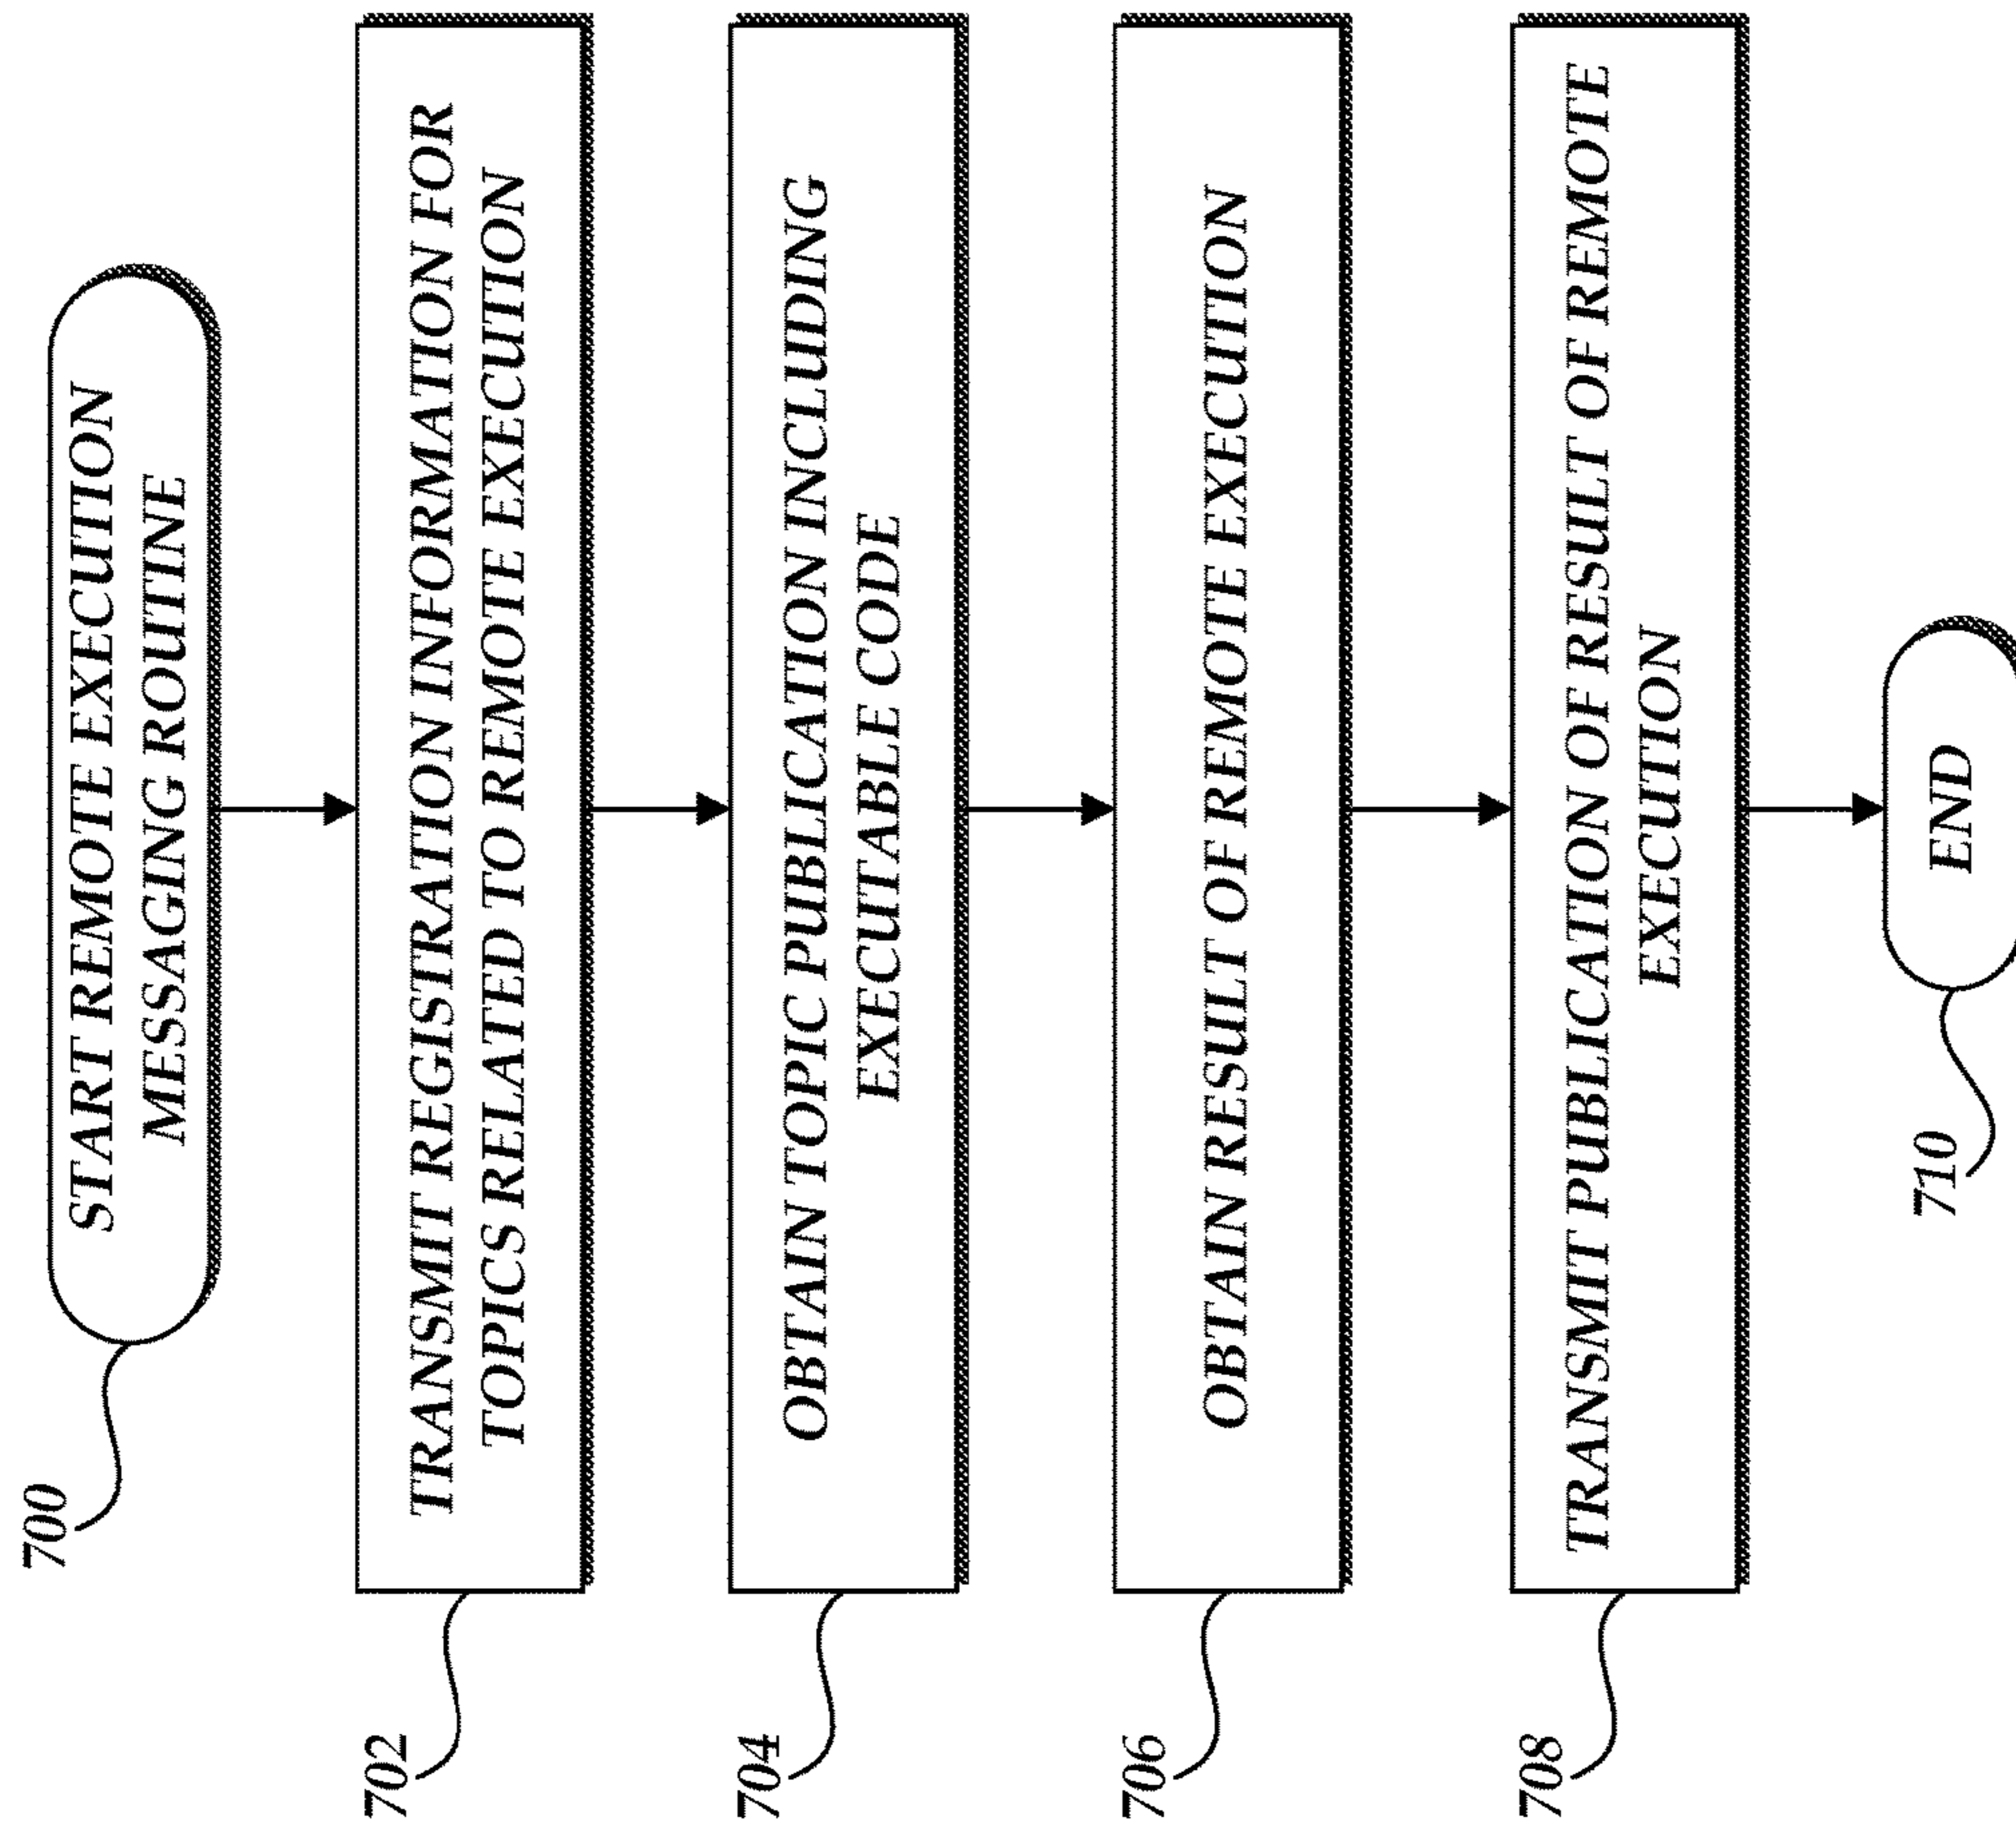 700
START REMOTE EXECUTION
MESSAGING ROUTINE
702
TRANSMIT REGISTRATION INFORMATION FOR
TOPICS RELATED TO REMOTE EXECUTION
704
OBTAIN TOPIC PUBLICATION INCLUDING
EXECUTABLE CODE
706
OBTAIN RESULT OF REMOTE EXECUTION
708
TRANSMIT PUBLICATION OF RESULT OF REMOTE
EXECUTION
710
END